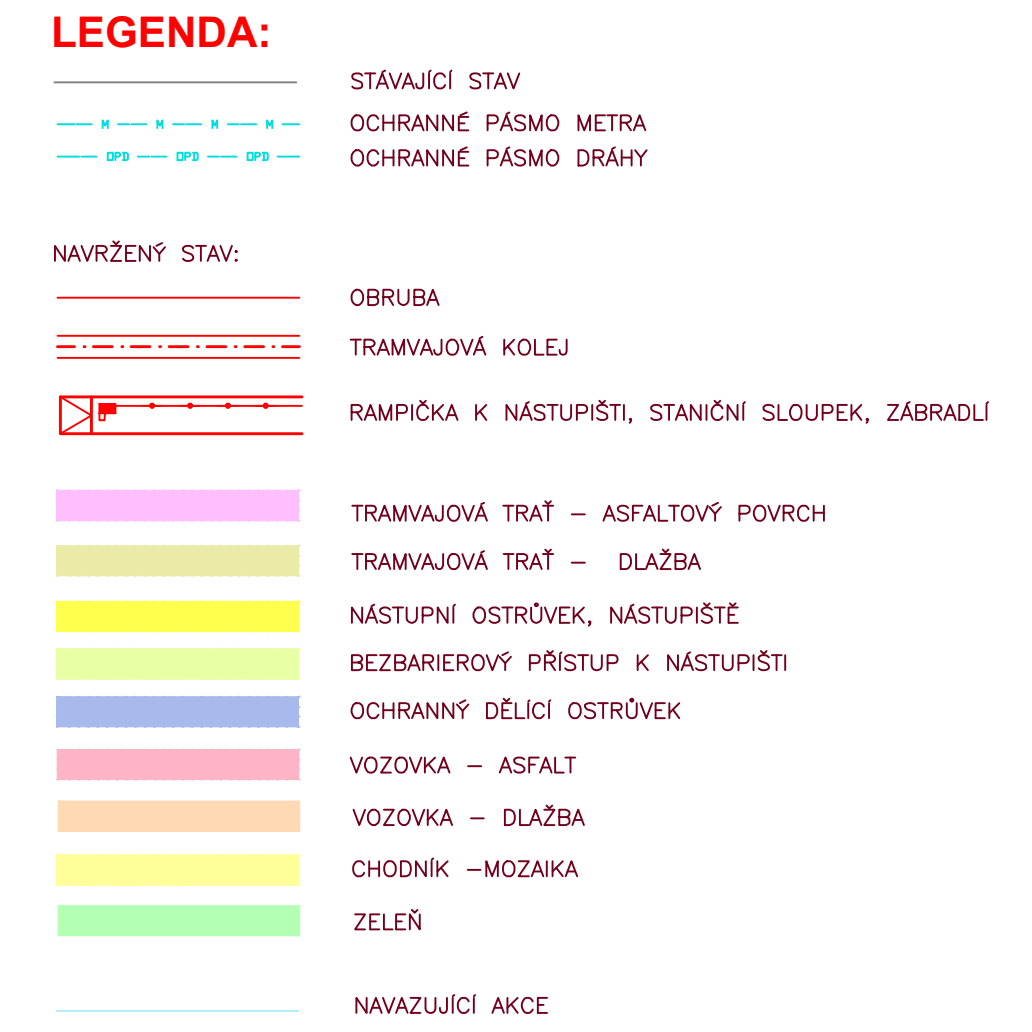 LEGENDA:
STÁVAJÍCÍ STAV
M M M M
OCHRANNÉ PÁSMO METRA
OPD OPD OPD
OCHRANNÉ PÁSMO DRÁHY
NAVRŽENÝ STAV:
OBRUBA
TRAMVAJOVÁ KOLEJ
RAMPIČKA K NÁSTUPIŠTI, STANIČNÍ SLOUPEK, ZÁBRADLÍ
TRAMVAJOVÁ TRAŤ – ASFALTOVÝ POVRCH
TRAMVAJOVÁ TRAŤ – DLAŽBA
NÁSTUPNÍ OSTRŮVEK, NÁSTUPIŠTĚ
BEZBARIEROVÝ PŘÍSTUP K NÁSTUPIŠTI
OCHRANNÝ DĚLÍCÍ OSTRŮVEK
VOZOVKA – ASFALT
VOZOVKA – DLAŽBA
CHODNÍK –MOZAIKA
ZELEŇ
NAVAZUJÍCÍ AKCE